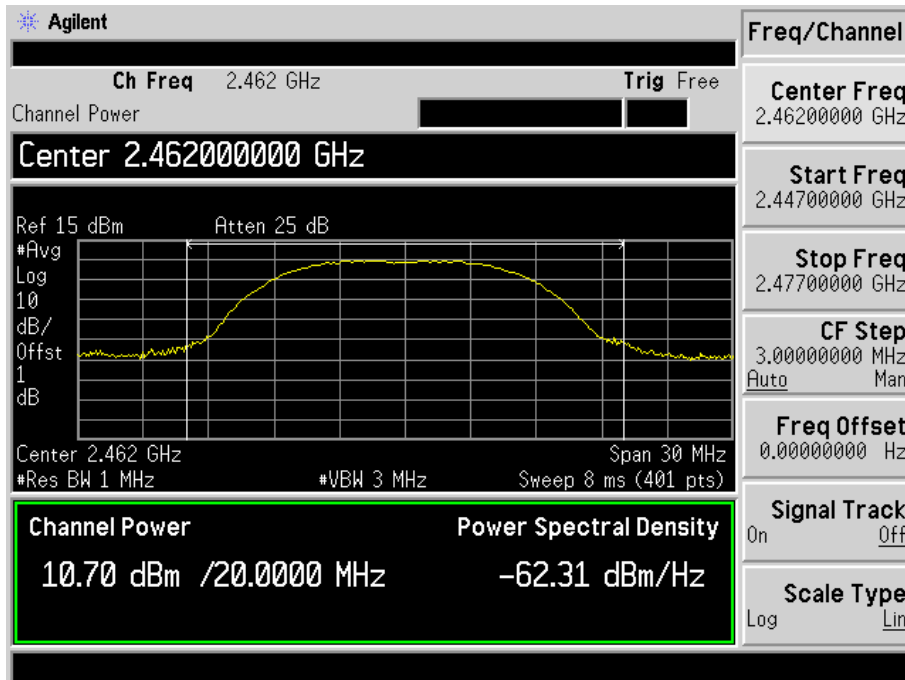 Agilent
Freq/Channel
Ch Freq 2.462 GHz Trig Free
Channel Power
Center 2.462000000 GHz
Ref 15 dBm Atten 25 dB
#Avg
Log
10
dB/
Offst
1
dB
Center 2.462 GHz Span 30 MHz
#Res BW 1 MHz #VBW 3 MHz Sweep 8 ms (401 pts)
Channel Power Power Spectral Density
10.70 dBm /20.0000 MHz -62.31 dBm/Hz
Center Freq
2.46200000 GHz
Start Freq
2.44700000 GHz
Stop Freq
2.47700000 GHz
CF Step
3.00000000 MHz
Auto Man
Freq Offset
0.00000000 Hz
Signal Track
On Off
Scale Type
Log Lin